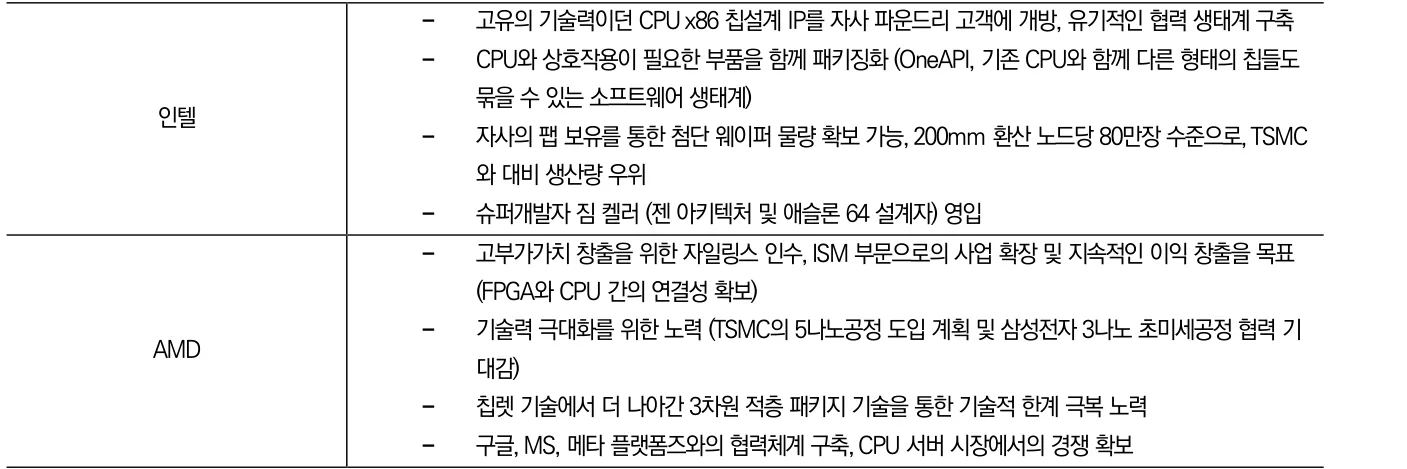 인텔
- 고유의 기술력이던 CPU x86 칩설계 IP를 자사 파운드리 고객에 개방, 유기적인 협력 생태계 구축
- CPU와 상호작용이 필요한 부품을 함께 패키징화 (OneAPI, 기존 CPU와 함께 다른 형태의 칩들도
묶을 수 있는 소프트웨어 생태계)
- 자사의 팹 보유를 통한 첨단 웨이퍼 물량 확보 가능, 200mm 환산 노드당 80만장 수준으로, TSMC
와 대비 생산량 우위
- 슈퍼개발자 짐 켈러 (젠 아키텍처 및 애슬론 64 설계자) 영입
AMD
- 고부가가치 창출을 위한 자일링스 인수, ISM 부문으로의 사업 확장 및 지속적인 이익 창출을 목표
(FPGA와 CPU 간의 연결성 확보)
- 기술력 극대화를 위한 노력 (TSMC의 5나노공정 도입 계획 및 삼성전자 3나노 초미세공정 협력 기
대감)
- 칩렛 기술에서 더 나아간 3차원 적층 패키지 기술을 통한 기술적 한계 극복 노력
- 구글, MS, 메타 플랫폼즈와의 협력체계 구축, CPU 서버 시장에서의 경쟁 확보